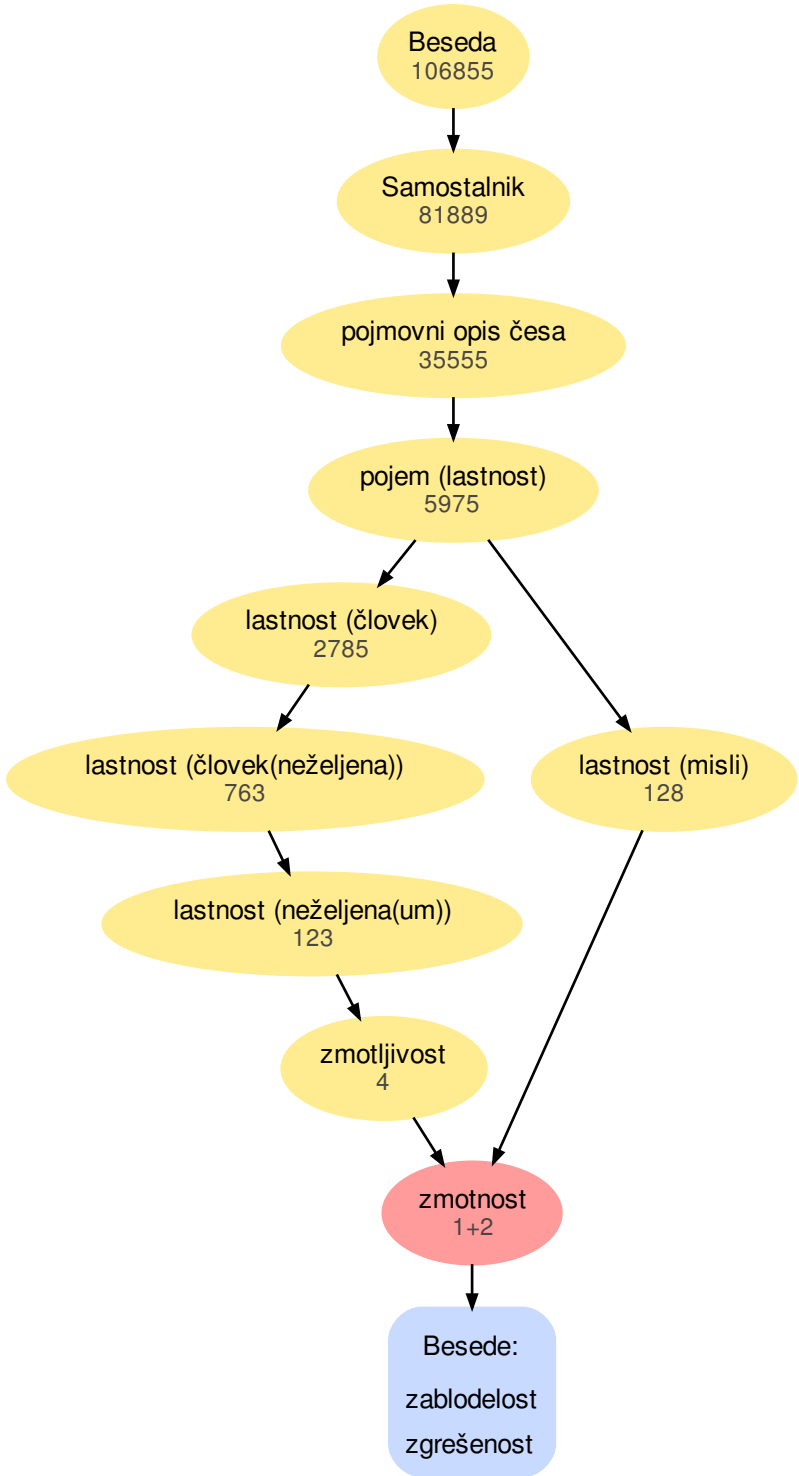 Beseda
106855
Samostalnik
81889
pojmovni opis česa
35555
pojem (lastnost)
5975
lastnost (človek)
2785
lastnost (človek(neželjena))
763
lastnost (misli)
128
lastnost (neželjena(um))
123
zmotljivost
4
zmotnost
1+2
Besede:
zablodelost
zgrešenost